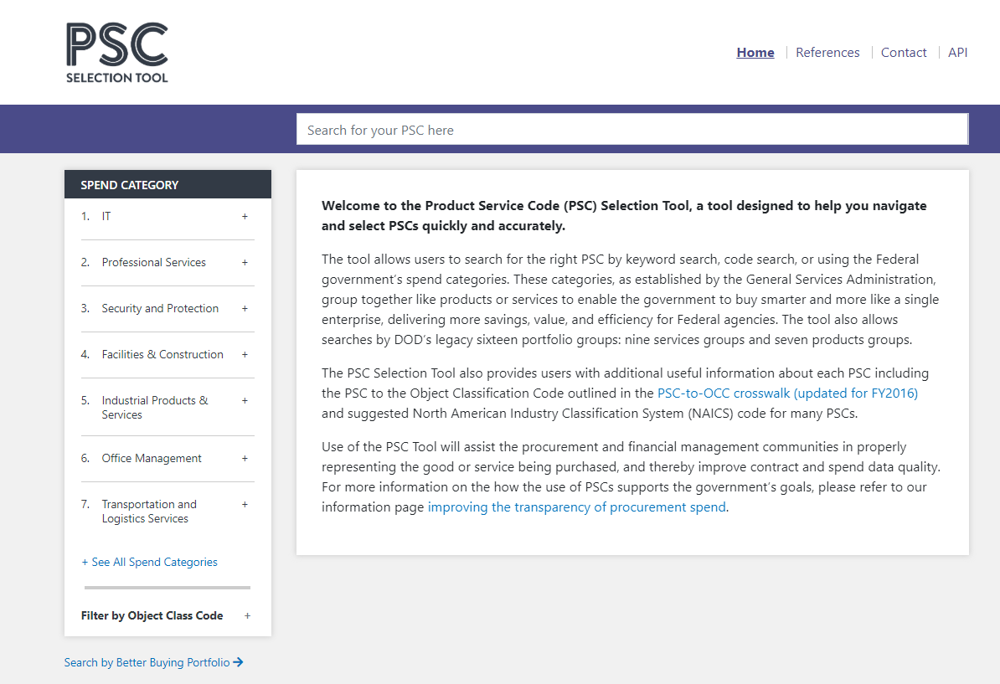 PSC
SELECTION TOOL
Home
References
Contact
API
Search for your PSC here
SPEND CATEGORY
1. IT +
2. Professional Services +
3. Security and Protection +
4. Facilities & Construction +
5. Industrial Products & +
Services
6. Office Management +
7. Transportation and +
Logistics Services
+ See All Spend Categories
Filter by Object Class Code +
Search by Better Buying Portfolio →
Welcome to the Product Service Code (PSC) Selection Tool, a tool designed to help you navigate
and select PSCs quickly and accurately.
The tool allows users to search for the right PSC by keyword search, code search, or using the Federal
government's spend categories. These categories, as established by the General Services Administration,
group together like products or services to enable the government to buy smarter and more like a single
enterprise, delivering more savings, value, and efficiency for Federal agencies. The tool also allows
searches by DOD's legacy sixteen portfolio groups: nine services groups and seven products groups.
The PSC Selection Tool also provides users with additional useful information about each PSC including
the PSC to the Object Classification Code outlined in the PSC-to-OCC crosswalk (updated for FY2016)
and suggested North American Industry Classification System (NAICS) code for many PSCs.
Use of the PSC Tool will assist the procurement and financial management communities in properly
representing the good or service being purchased, and thereby improve contract and spend data quality.
For more information on the how the use of PSCs supports the government's goals, please refer to our
information page improving the transparency of procurement spend.